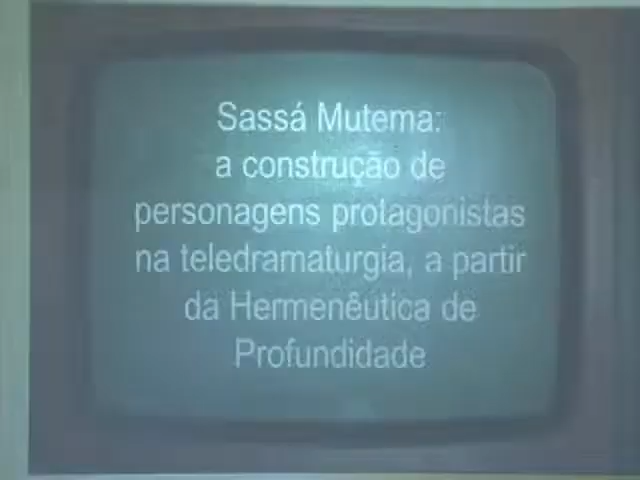 Sassá Mutema:
a construção de
personagens protagonistas
na teledramaturgia, a partir
da Hermenêutica de
Profundidade